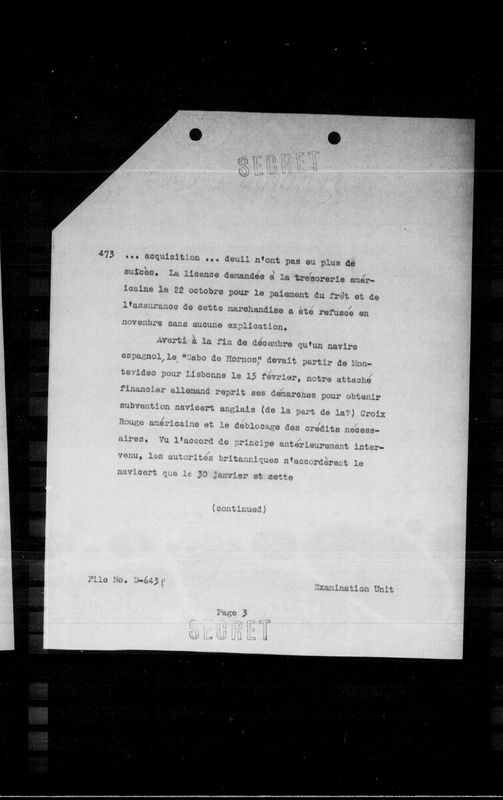 SECRET
473 ... acquisition ... deuil n'ont pas eu plus de
succès. La licence demandée à la trésorerie amér-
icaine le 22 octobre pour le paiement du frêt et de
l'assurance de cette marchandise a été refusée en
novembre sans aucune explication.
Averti à la fin de décembre qu'un navire
espagnol, le "Cabo de Hornos," devait partir de Mon-
tevideo pour Lisbonne le 15 février, notre attaché
financier allemand reprit ses démarches pour obtenir
subvention navicert anglais (de la part de la?) Croix
Rouge américaine et le déblocage des crédits nécess-
aires. Vu l'accord de principe antérieurement inter-
venu, les autorités britanniques n'accordèrent le
navicert que le 30 janvier et cette
(continued)
File No. D-643
Examination Unit
Page 3
SECRET